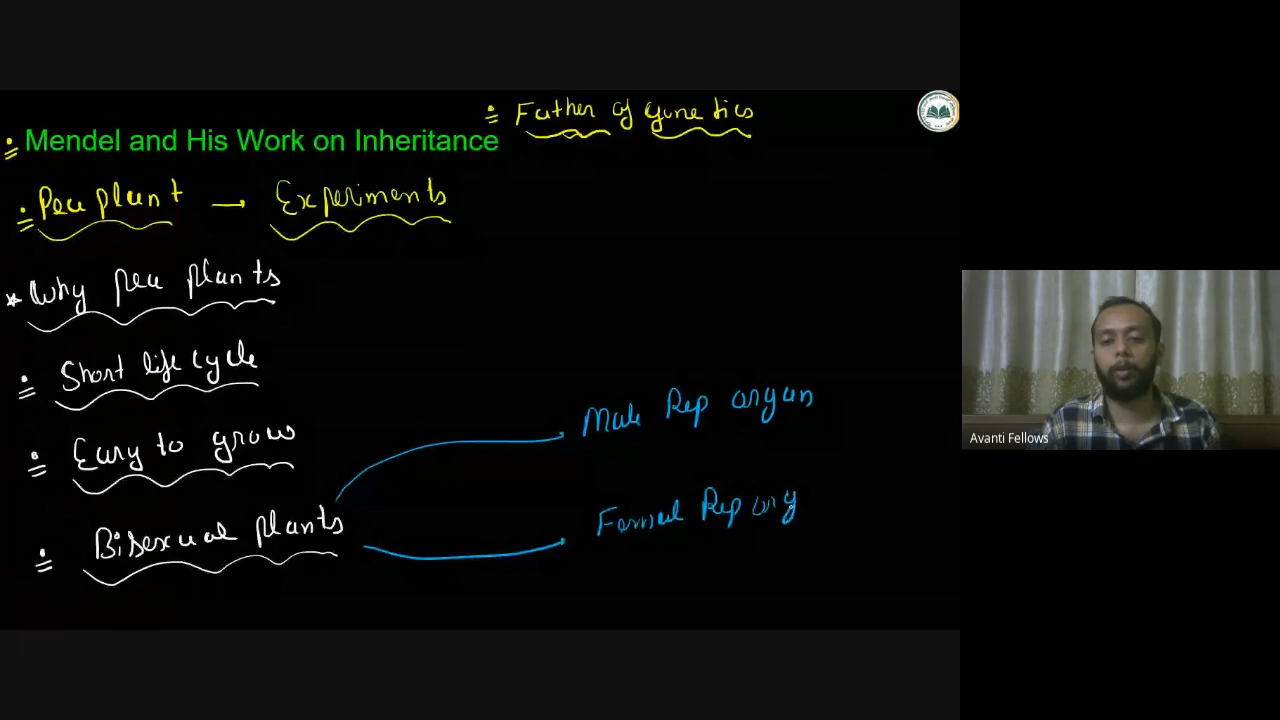 Father of Genetics
Mendel and His Work on Inheritance
Pea plant → Experiments
* Why pea plants
Short life cycle
Easy to grow
Male Rep organ
Bisexual plants
Femal Rep org
Avanti Fellows